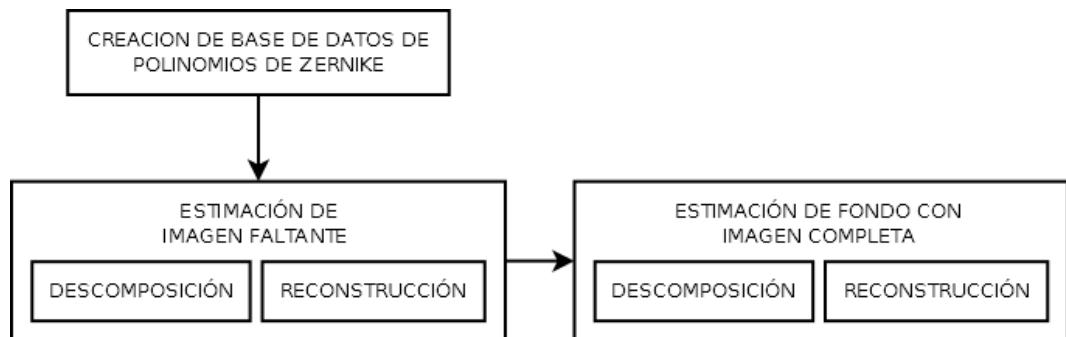 CREACION DE BASE DE DATOS DE
POLINOMIOS DE ZERNIKE
ESTIMACIÓN DE
IMAGEN FALTANTE
DESCOMPOSICIÓN
RECONSTRUCCIÓN
ESTIMACIÓN DE FONDO CON
IMAGEN COMPLETA
DESCOMPOSICIÓN
RECONSTRUCCIÓN